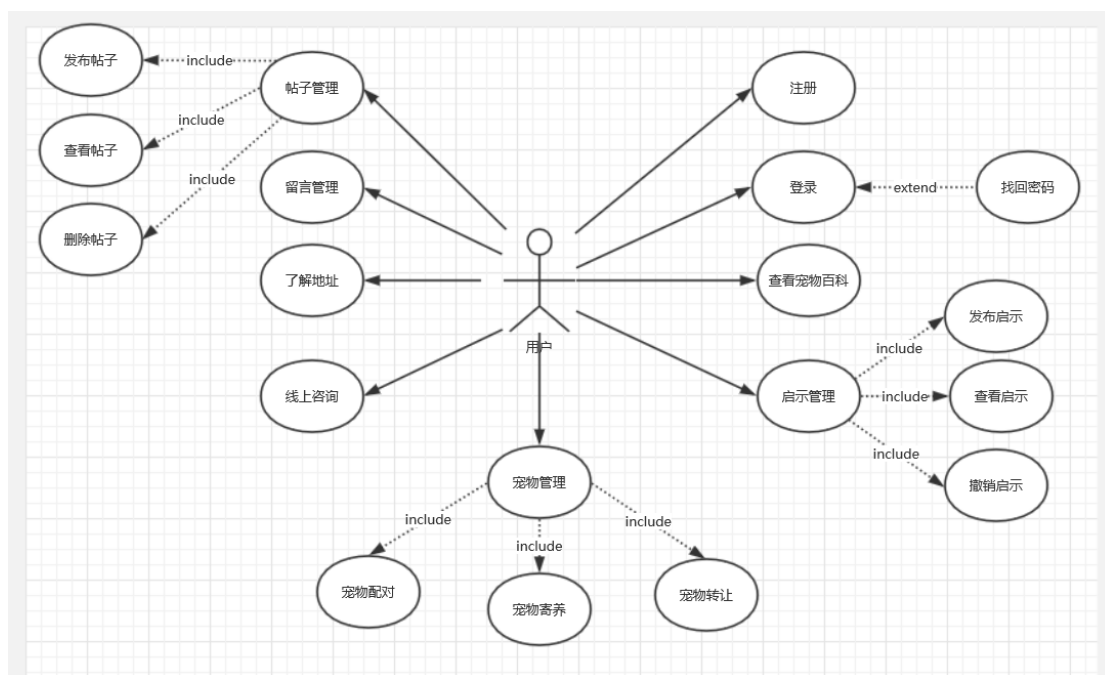 发布帖子
include
帖子管理
include
查看帖子
include
删除帖子
留言管理
了解地址
线上咨询
用户
注册
登录
extend
找回密码
查看宠物百科
启示管理
include
发布启示
include
查看启示
include
撤销启示
宠物管理
include
include
include
宠物配对
宠物寄养
宠物转让